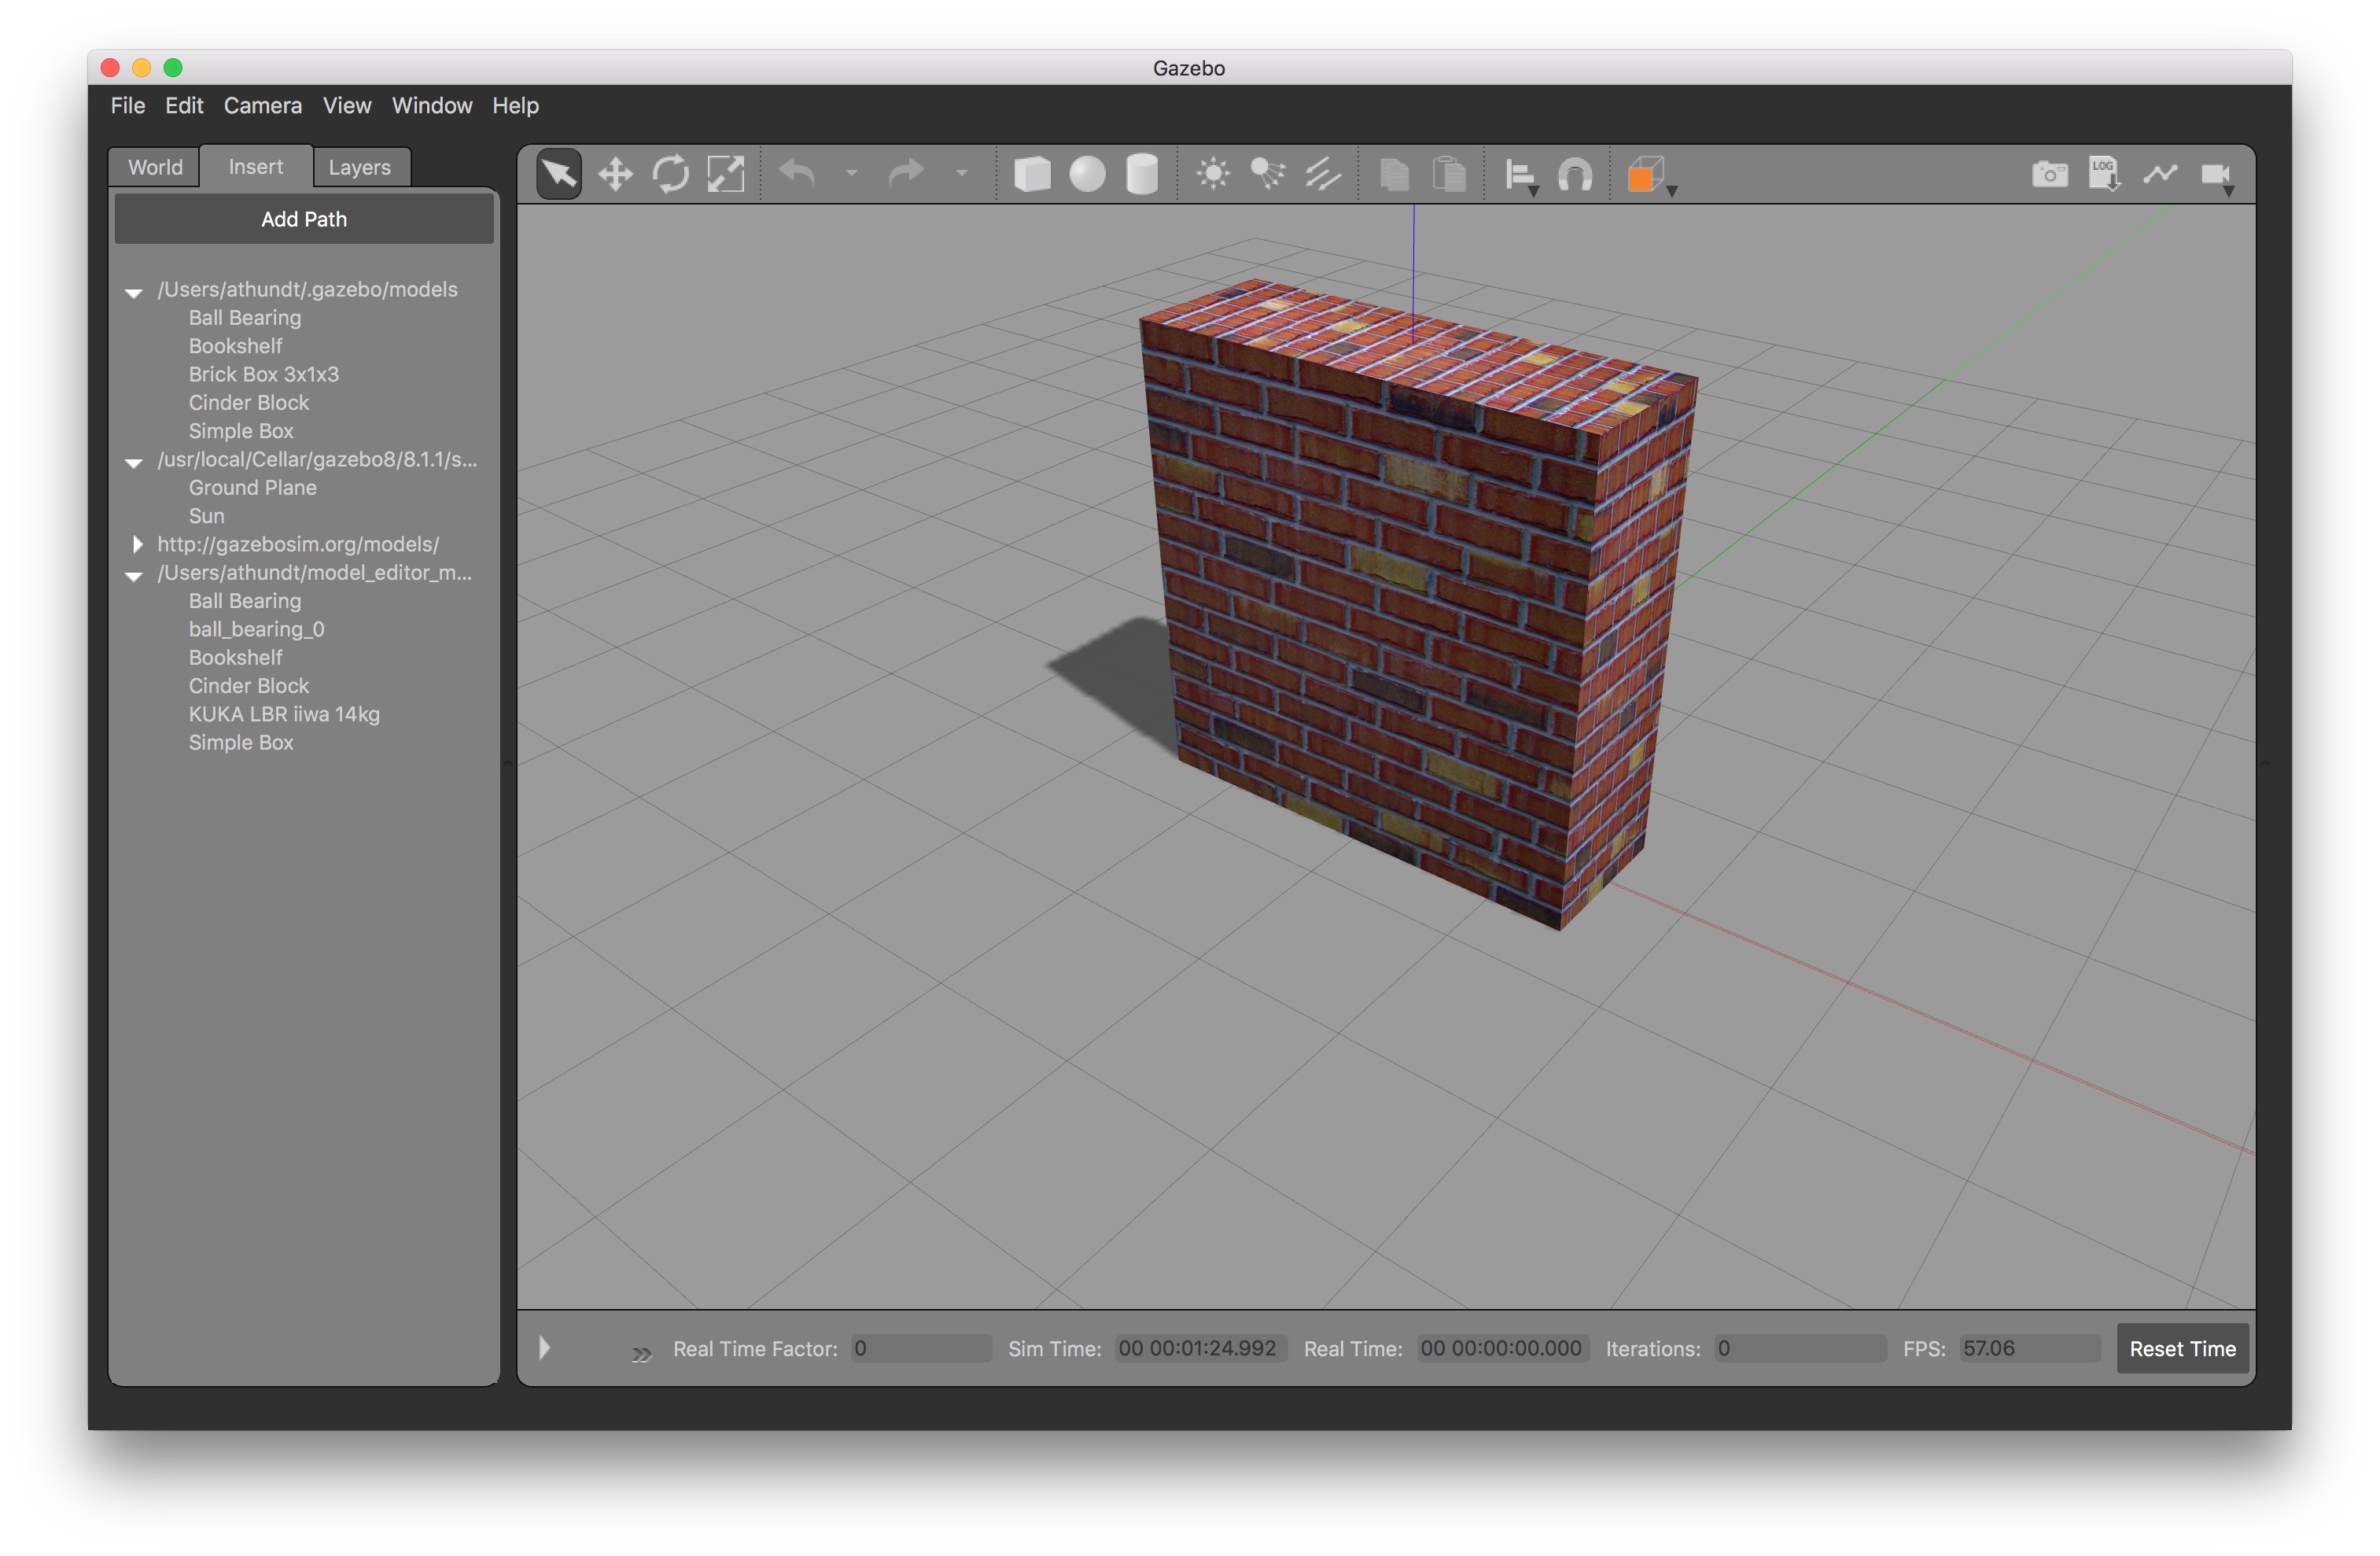 Gazebo
File Edit Camera View Window Help
World Insert Layers
LOG
Add Path
/Users/athundt/.gazebo/models
Ball Bearing
Bookshelf
Brick Box 3x1x3
Cinder Block
Simple Box
/usr/local/Cellar/gazebo8/8.1.1/s...
Ground Plane
Sun
http://gazebosim.org/models/
/Users/athundt/model_editor_m...
Ball Bearing
ball_bearing_0
Bookshelf
Cinder Block
KUKA LBR iiwa 14kg
Simple Box
Real Time Factor: 0 Sim Time: 00 00:01:24.992 Real Time: 00 00:00:00.000 Iterations: 0 FPS: 57.06 Reset Time